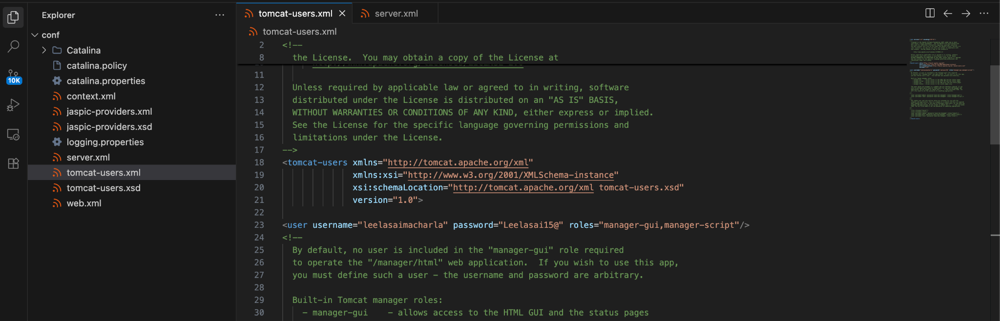 Explorer
conf
Catalina
catalina.policy
catalina.properties
context.xml
jaspic-providers.xml
jaspic-providers.xsd
logging.properties
server.xml
tomcat-users.xml
tomcat-users.xsd
web.xml
10K
tomcat-users.xml
server.xml
tomcat-users.xml
2 <!--
8 the License.  You may obtain a copy of the License at
11
12 Unless required by applicable law or agreed to in writing, software
13 distributed under the License is distributed on an "AS IS" BASIS,
14 WITHOUT WARRANTIES OR CONDITIONS OF ANY KIND, either express or implied.
15 See the License for the specific language governing permissions and
16 limitations under the License.
17 -->
18 <tomcat-users xmlns="http://tomcat.apache.org/xml"
19 xmlns:xsi="http://www.w3.org/2001/XMLSchema-instance"
20 xsi:schemaLocation="http://tomcat.apache.org/xml tomcat-users.xsd"
21 version="1.0">
22
23 <user username="leelasaimacharla" password="Leelasai15@" roles="manager-gui,manager-script"/>
24 <!--
25 By default, no user is included in the "manager-gui" role required
26 to operate the "/manager/html" web application.  If you wish to use this app,
27 you must define such a user - the username and password are arbitrary.
28
29 Built-in Tomcat manager roles:
30 - manager-gui    - allows access to the HTML GUI and the status pages